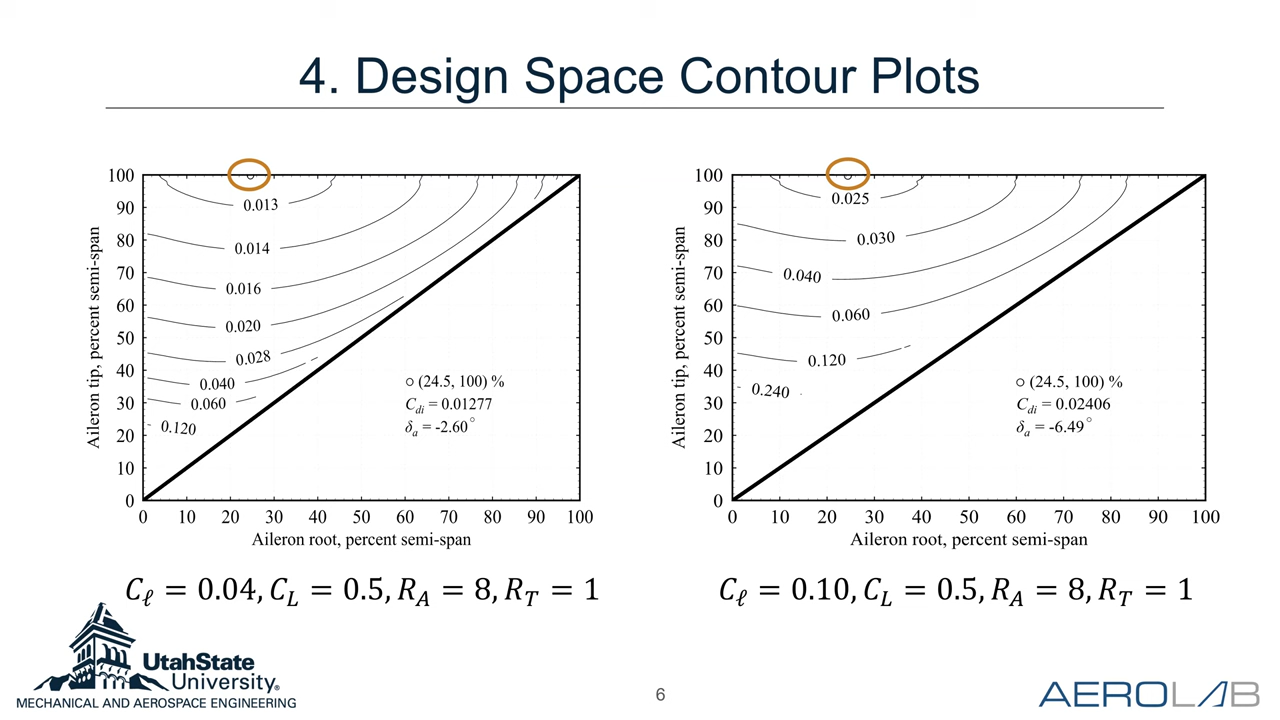 4. Design Space Contour Plots
100
90
80
70
60
50
40
30
20
10
0
Aileron tip, percent semi-span
0.013
0.014
0.016
0.020
0.028
0.040
0.060
0.120
(24.5, 100) %
C_di = 0.01277
δ_a = -2.60°
0 10 20 30 40 50 60 70 80 90 100
Aileron root, percent semi-span
C_ℓ = 0.04, C_L = 0.5, R_A = 8, R_T = 1
100
90
80
70
60
50
40
30
20
10
0
Aileron tip, percent semi-span
0.025
0.030
0.040
0.060
0.120
0.240
(24.5, 100) %
C_di = 0.02406
δ_a = -6.49°
0 10 20 30 40 50 60 70 80 90 100
Aileron root, percent semi-span
C_ℓ = 0.10, C_L = 0.5, R_A = 8, R_T = 1
UtahState
University®
MECHANICAL AND AEROSPACE ENGINEERING
6
AEROLAB